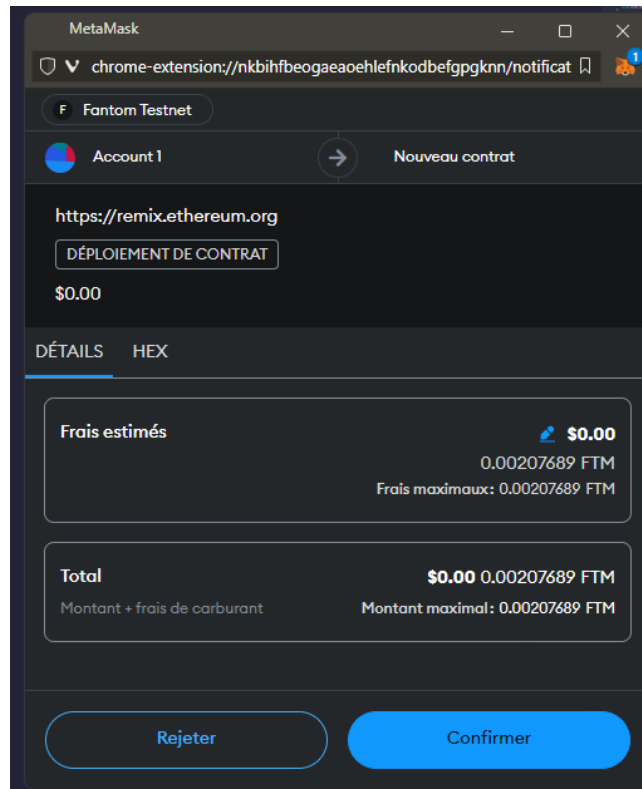 MetaMask
chrome-extension://nkbihfbeogaeaoehlefnkodbefgpgknn/notificat
1
F Fantom Testnet
Account 1 Nouveau contrat
https://remix.ethereum.org
DÉPLOIEMENT DE CONTRAT
$0.00
DÉTAILS HEX
Frais estimés $0.00
0.00207689 FTM
Frais maximaux: 0.00207689 FTM
Total $0.00 0.00207689 FTM
Montant + frais de carburant Montant maximal: 0.00207689 FTM
Rejeter Confirmer